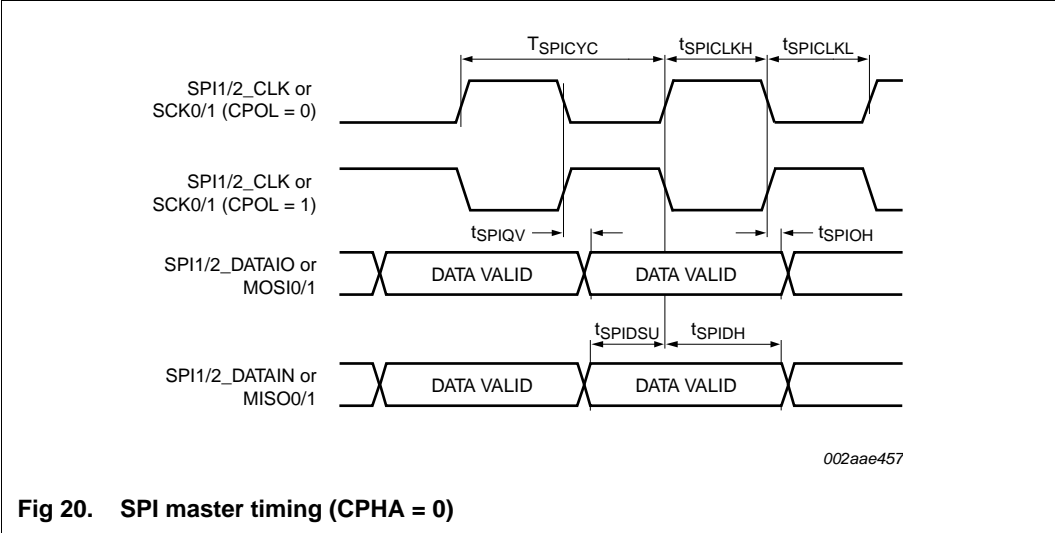 TSPICYC
tSPICLKH
tSPICLKL
SPI1/2_CLK or
SCK0/1 (CPOL = 0)
SPI1/2_CLK or
SCK0/1 (CPOL = 1)
tSPIQV
tSPIOH
SPI1/2_DATAIO or
MOSI0/1
DATA VALID
DATA VALID
tSPIDSU
tSPIDH
SPI1/2_DATAIN or
MISO0/1
DATA VALID
DATA VALID
002aae457
Fig 20. SPI master timing (CPHA = 0)